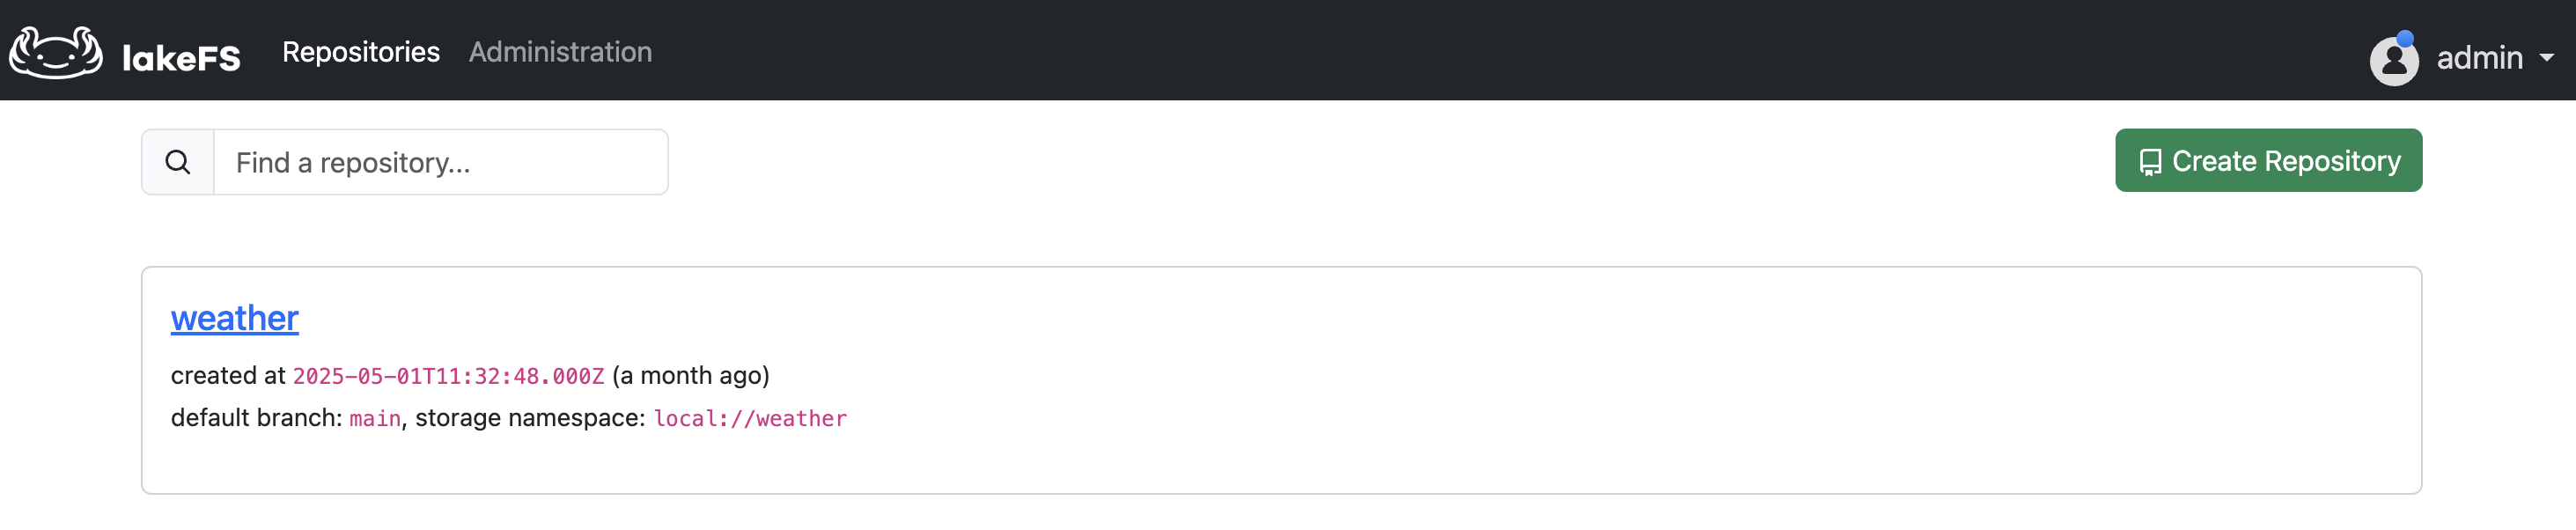 lakeFS Repositories Administration admin
Find a repository... Create Repository
weather
created at 2025-05-01T11:32:48.000Z (a month ago)
default branch: main, storage namespace: local://weather